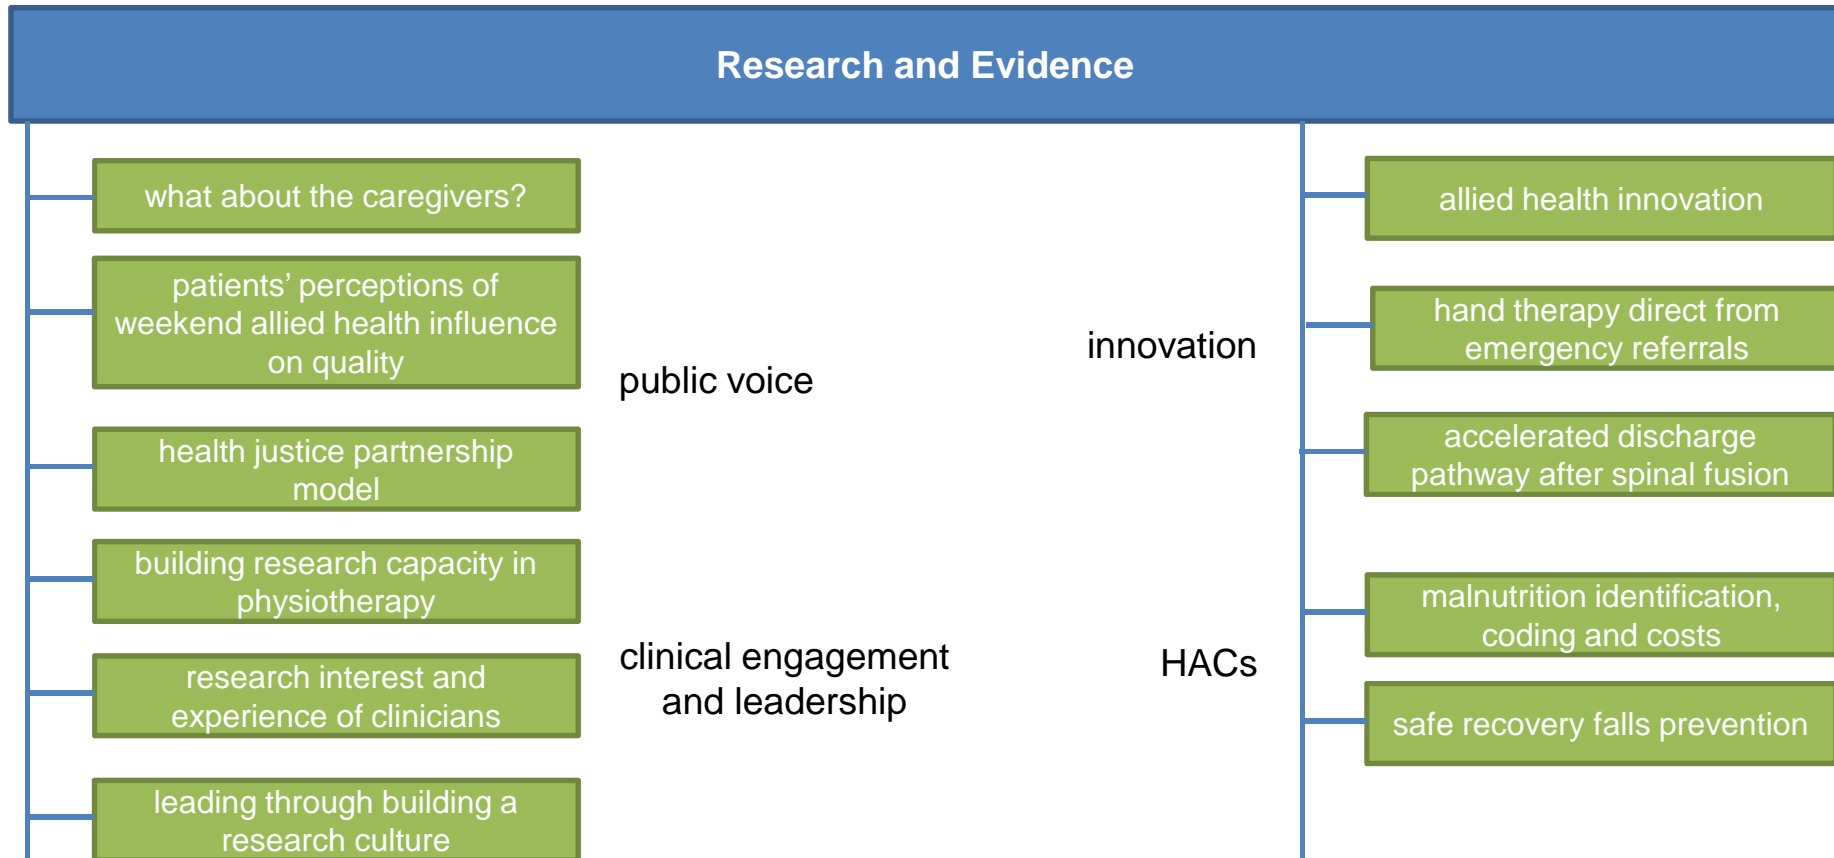 Research and Evidence
what about the caregivers?
patients’ perceptions of
weekend allied health influence
on quality
health justice partnership
model
building research capacity in
physiotherapy
research interest and
experience of clinicians
leading through building a
research culture
public voice
clinical engagement
and leadership
innovation
HACs
allied health innovation
hand therapy direct from
emergency referrals
accelerated discharge
pathway after spinal fusion
malnutrition identification,
coding and costs
safe recovery falls prevention